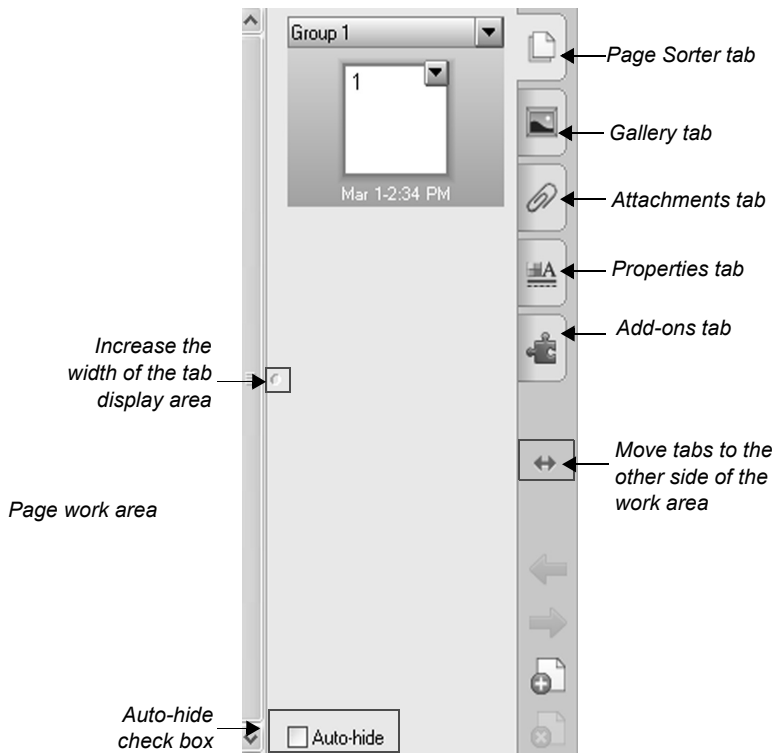 Group 1
1
Mar 1-2:34 PM
Page Sorter tab
Gallery tab
Attachments tab
A
Properties tab
Add-ons tab
Increase the
width of the tab
display area
Move tabs to the
other side of the
work area
Page work area
Auto-hide
check box
Auto-hide